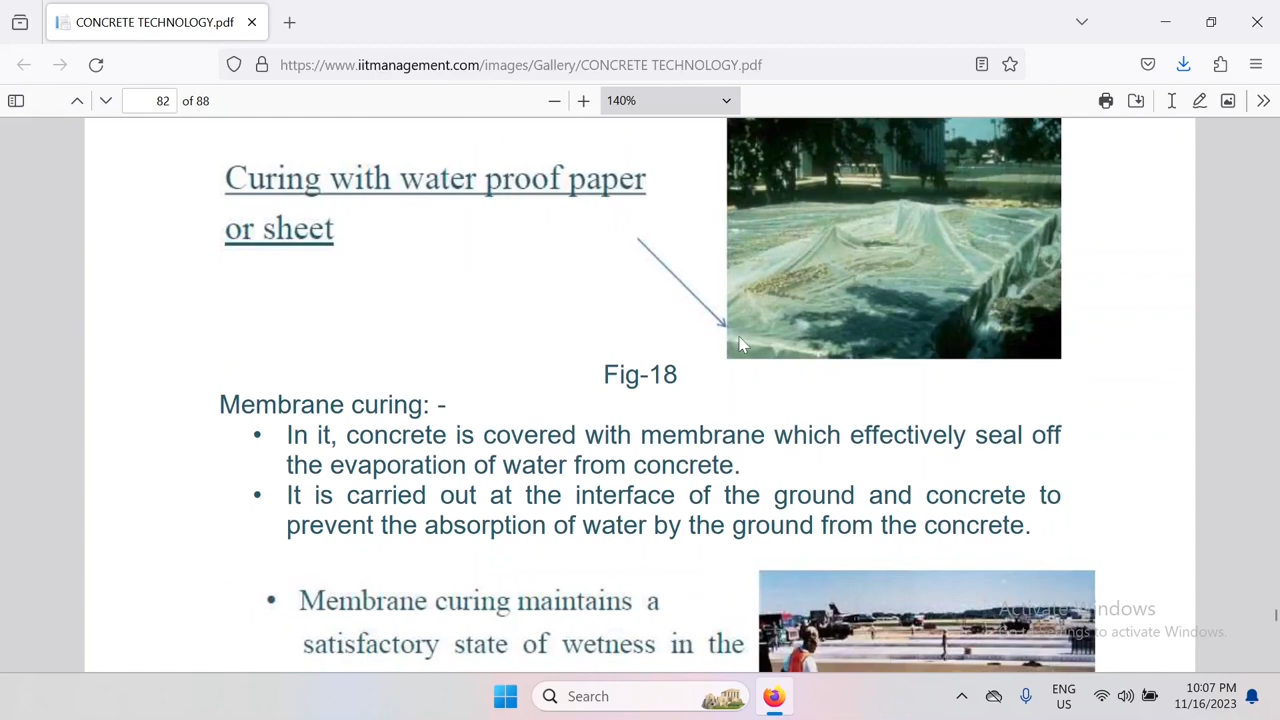 CONCRETE TECHNOLOGY.pdf
https://www.iitmanagement.com/images/Gallery/CONCRETE TECHNOLOGY.pdf
82 of 88
140%
Curing with water proof paper
or sheet
Fig-18
Membrane curing: -
• In it, concrete is covered with membrane which effectively seal off
the evaporation of water from concrete.
• It is carried out at the interface of the ground and concrete to
prevent the absorption of water by the ground from the concrete.
• Membrane curing maintains a
satisfactory state of wetness in the
Activate Windows
Go to Settings to activate Windows.
Search
ENG
US
10:07 PM
11/16/2023